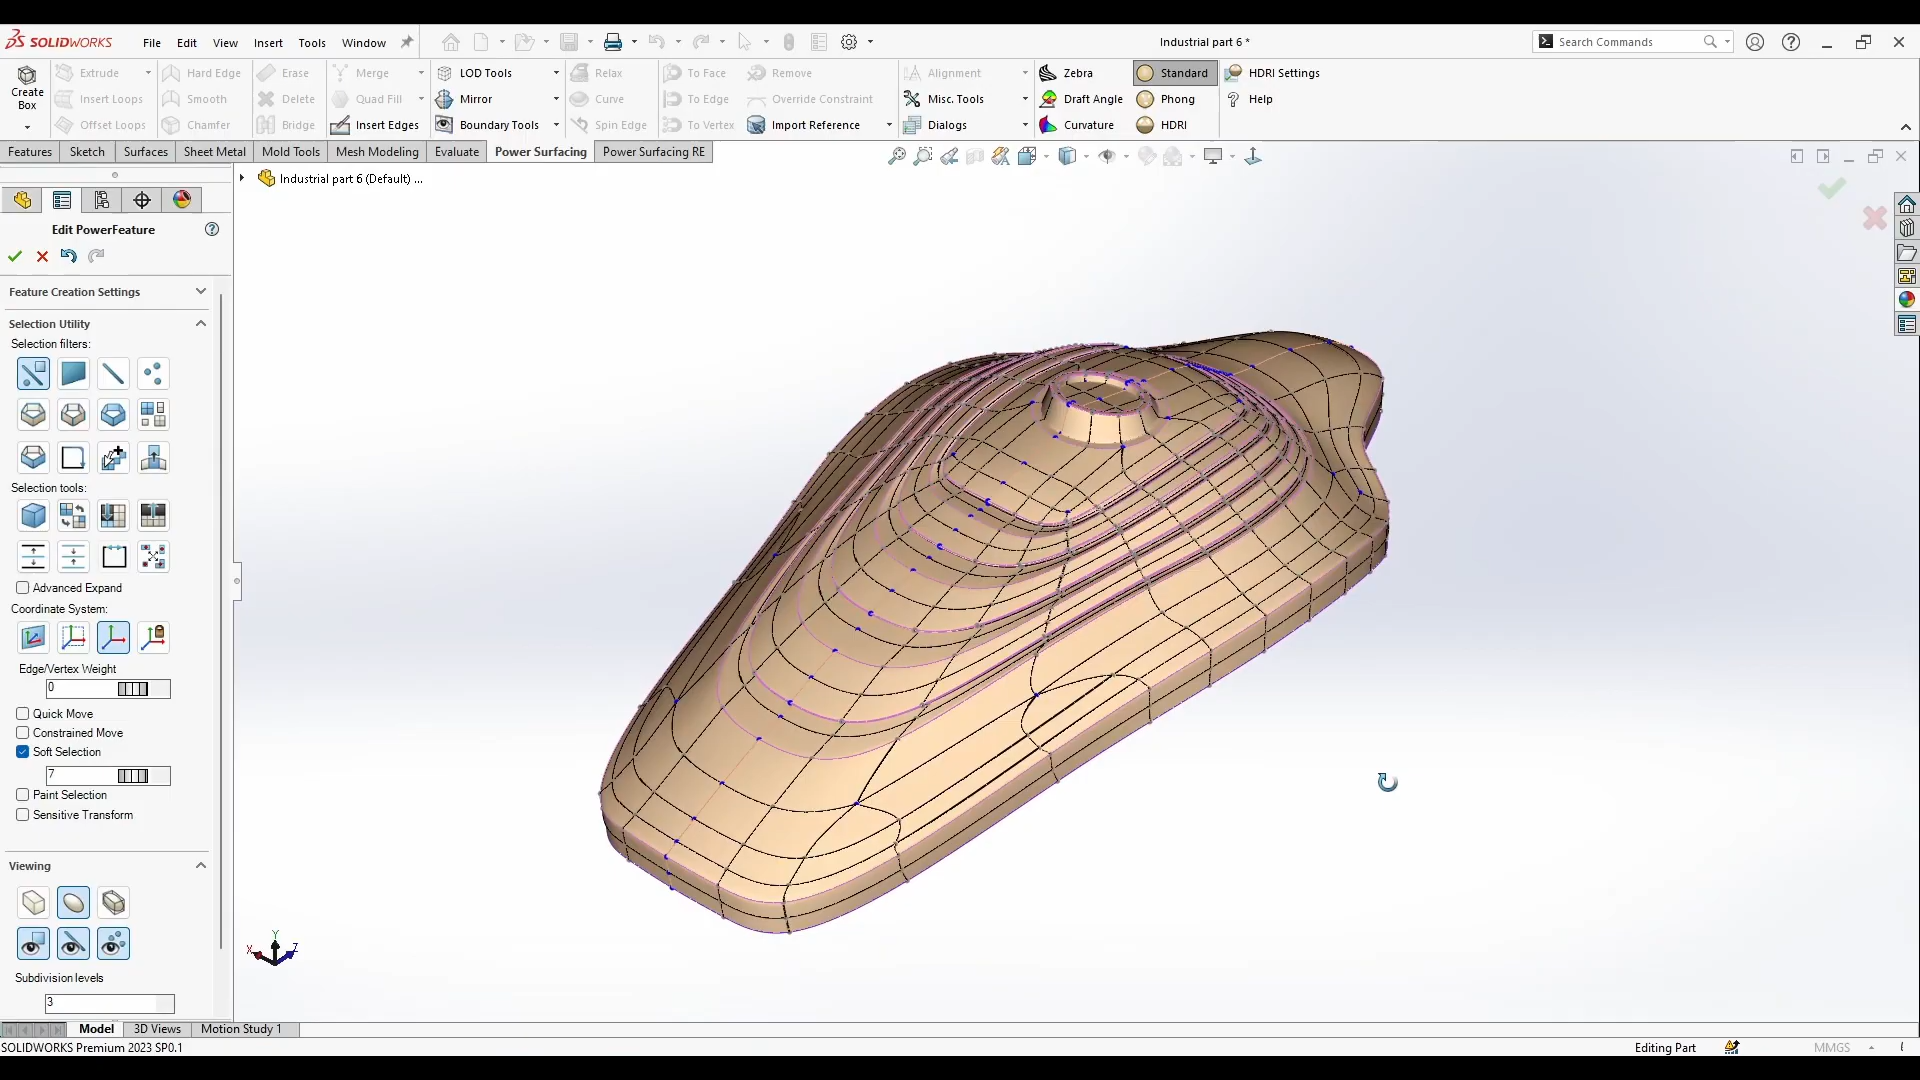 SOLIDWORKS File Edit View Insert Tools Window Industrial part 6 * Search Commands
Create Box
Extrude Hard Edge Erase Merge LOD Tools Relax To Face Remove Alignment Zebra Standard HDRI Settings
Insert Loops Smooth Delete Quad Fill Mirror Curve To Edge Override Constraint Misc. Tools Draft Angle Phong Help
Offset Loops Chamfer Bridge Insert Edges Boundary Tools Spin Edge To Vertex Import Reference Dialogs Curvature HDRI
Features Sketch Surfaces Sheet Metal Mold Tools Mesh Modeling Evaluate Power Surfacing Power Surfacing RE
Industrial part 6 (Default) ...
Edit PowerFeature
Feature Creation Settings
Selection Utility
Selection filters:
Selection tools:
Advanced Expand
Coordinate System:
Edge/Vertex Weight
0
Quick Move
Constrained Move
Soft Selection
7
Paint Selection
Sensitive Transform
Viewing
Subdivision levels
3
Y
X
Z
Model 3D Views Motion Study 1
SOLIDWORKS Premium 2023 SP0.1 Editing Part MMGS